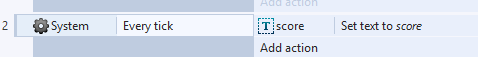 Add action
2 System Every tick T score Set text to score
Add action